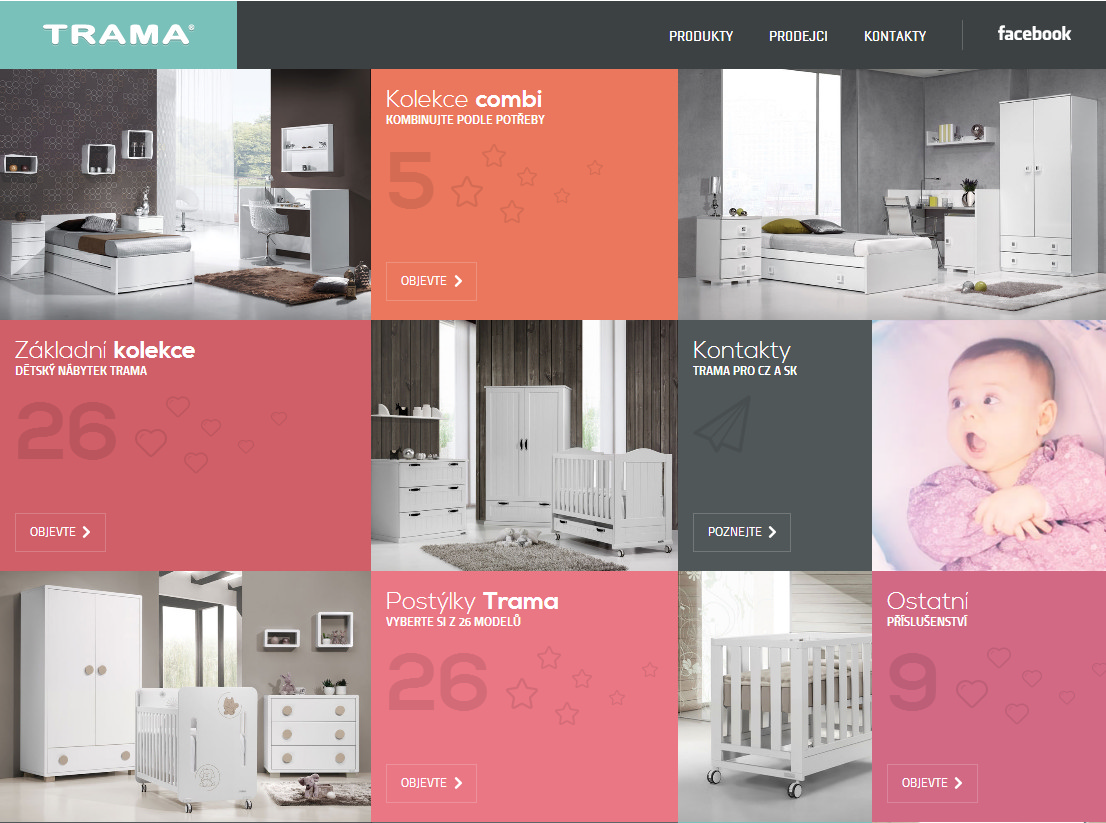 TRAMA®
PRODUKTY
PRODEJCI
KONTAKTY
facebook
Kolekce combi
KOMBINUJTE PODLE POTŘEBY
5
OBJEVTE
Základní kolekce
DĚTSKÝ NÁBYTEK TRAMA
26
OBJEVTE
Kontakty
TRAMA PRO CZ A SK
POZNEJTE
Postýlky Trama
VYBERTE SI Z 26 MODELŮ
26
OBJEVTE
Ostatní
PŘÍSLUŠENSTVÍ
9
OBJEVTE